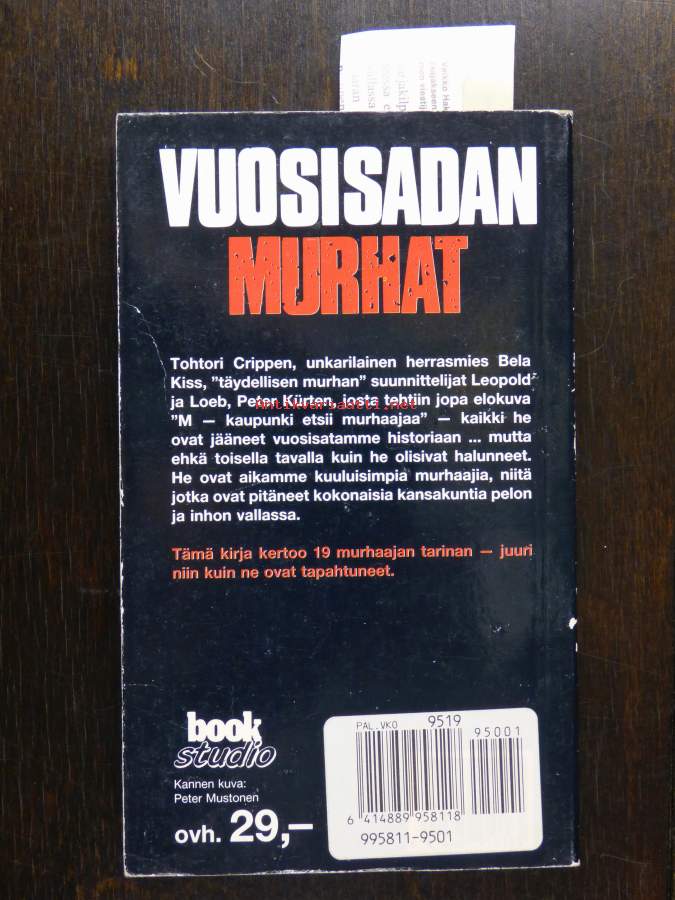 Veikko Hak
VUOSISADAN
MURHAT
Tohtori Crippen, unkarilainen herrasmies Bela
Kiss, ”täydellisen murhan” suunnittelijat Leopold
ja Loeb, Peter Kürten, josta tehtiin jopa elokuva
Antikvariaatti.net
”M — kaupunki etsii murhaajaa” — kaikki he
ovat jääneet vuosisatamme historiaan ... mutta
ehkä toisella tavalla kuin he olisivat halunneet.
He ovat aikamme kuuluisimpia murhaajia, niitä
jotka ovat pitäneet kokonaisia kansakuntia pelon
ja inhon vallassa.
Tämä kirja kertoo 19 murhaajan tarinan — juuri
niin kuin ne ovat tapahtuneet.
book
studio
Kannen kuva:
Peter Mustonen
ovh. 29,—
PAL.VKO 9519
95001
6 414889 958118
995811-9501